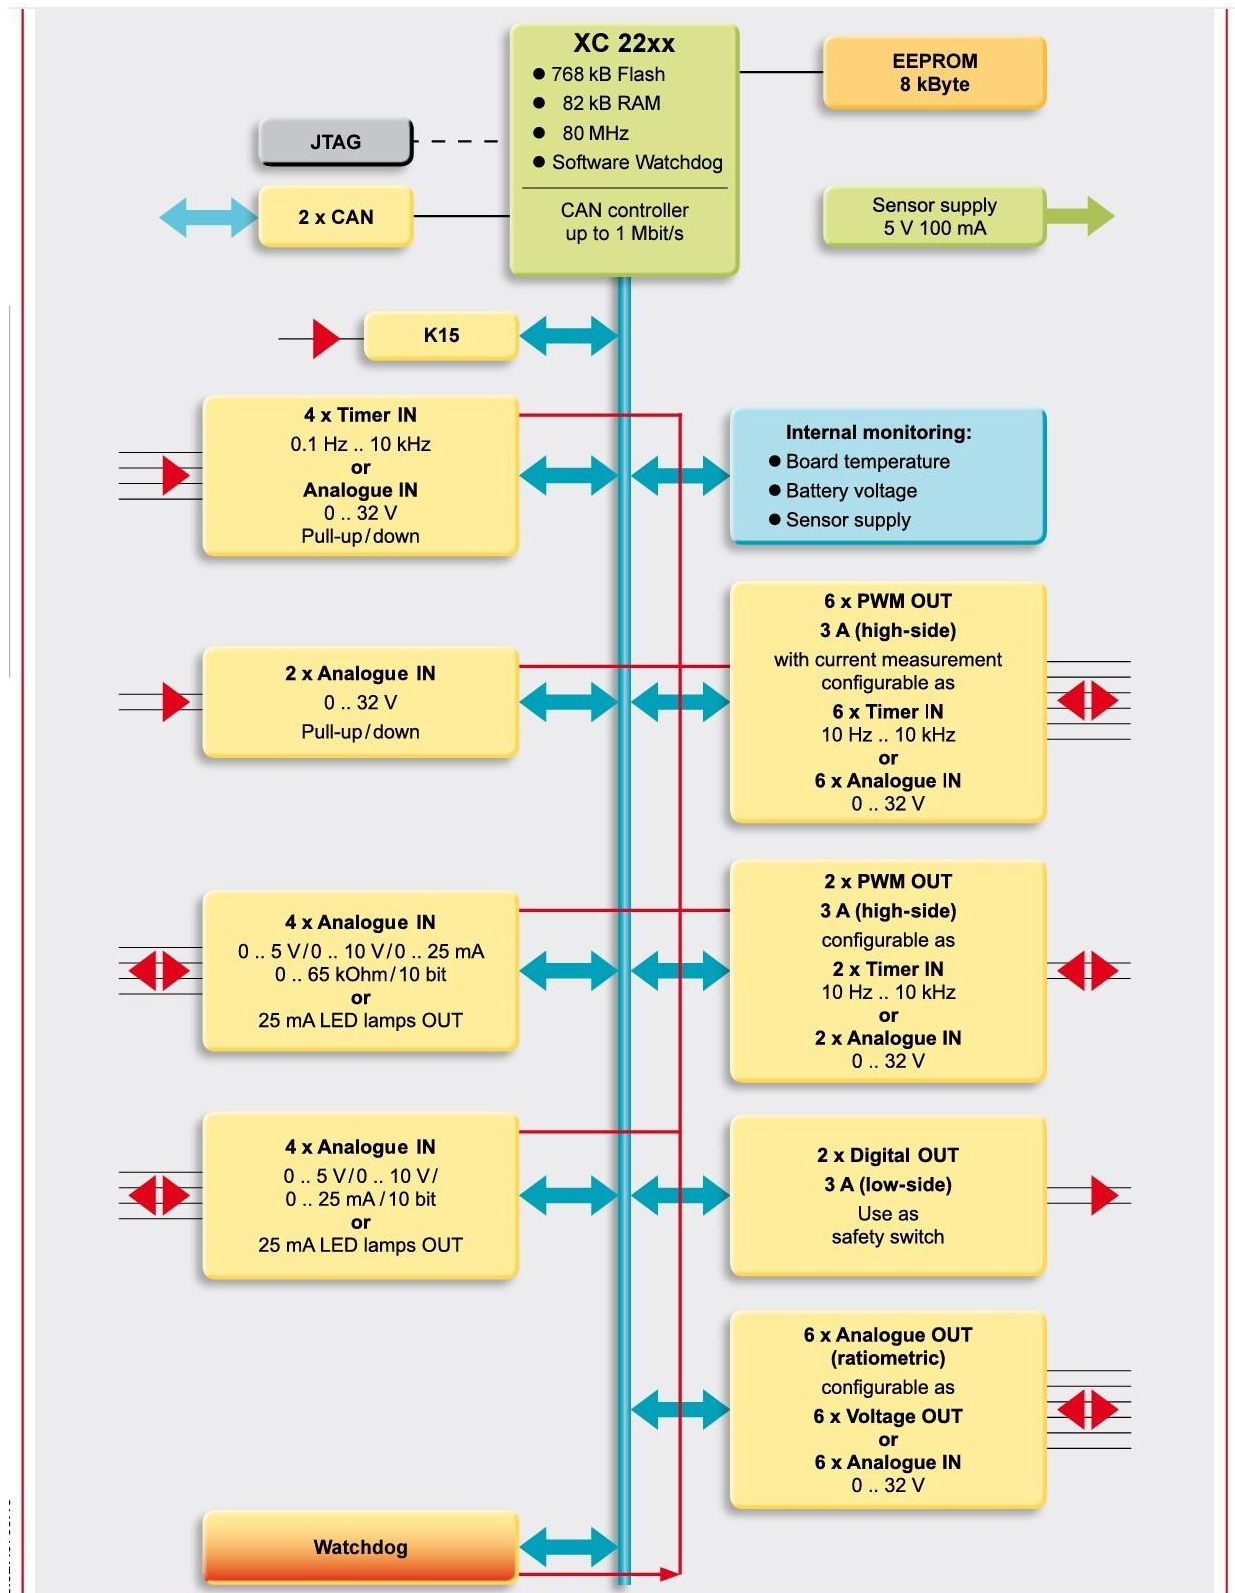 XC 22xx
● 768 kB Flash
● 82 kB RAM
● 80 MHz
● Software Watchdog
CAN controller
up to 1 Mbit/s
EEPROM
8 kByte
JTAG
2 x CAN
Sensor supply
5 V 100 mA
K15
4 x Timer IN
0.1 Hz .. 10 kHz
or
Analogue IN
0 .. 32 V
Pull-up/down
Internal monitoring:
● Board temperature
● Battery voltage
● Sensor supply
2 x Analogue IN
0 .. 32 V
Pull-up/down
6 x PWM OUT
3 A (high-side)
with current measurement
configurable as
6 x Timer IN
10 Hz .. 10 kHz
or
6 x Analogue IN
0 .. 32 V
4 x Analogue IN
0 .. 5 V/0 .. 10 V/0 .. 25 mA
0 .. 65 kOhm/10 bit
or
25 mA LED lamps OUT
2 x PWM OUT
3 A (high-side)
configurable as
2 x Timer IN
10 Hz .. 10 kHz
or
2 x Analogue IN
0 .. 32 V
4 x Analogue IN
0 .. 5 V/0 .. 10 V/
0 .. 25 mA/10 bit
or
25 mA LED lamps OUT
2 x Digital OUT
3 A (low-side)
Use as
safety switch
6 x Analogue OUT
(ratiometric)
configurable as
6 x Voltage OUT
or
6 x Analogue IN
0 .. 32 V
Watchdog